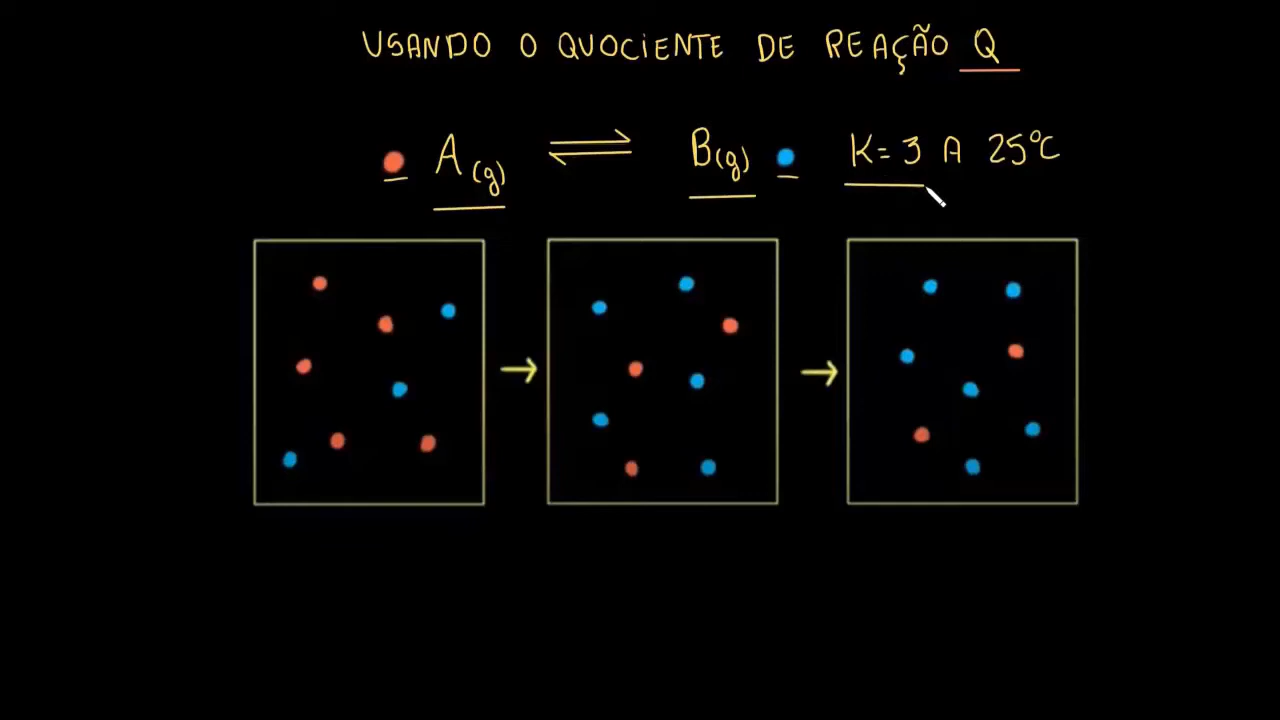 USANDO O QUOCIENTE DE REAÇÃO Q
A(g) ⇌ B(g) K=3 A 25°C